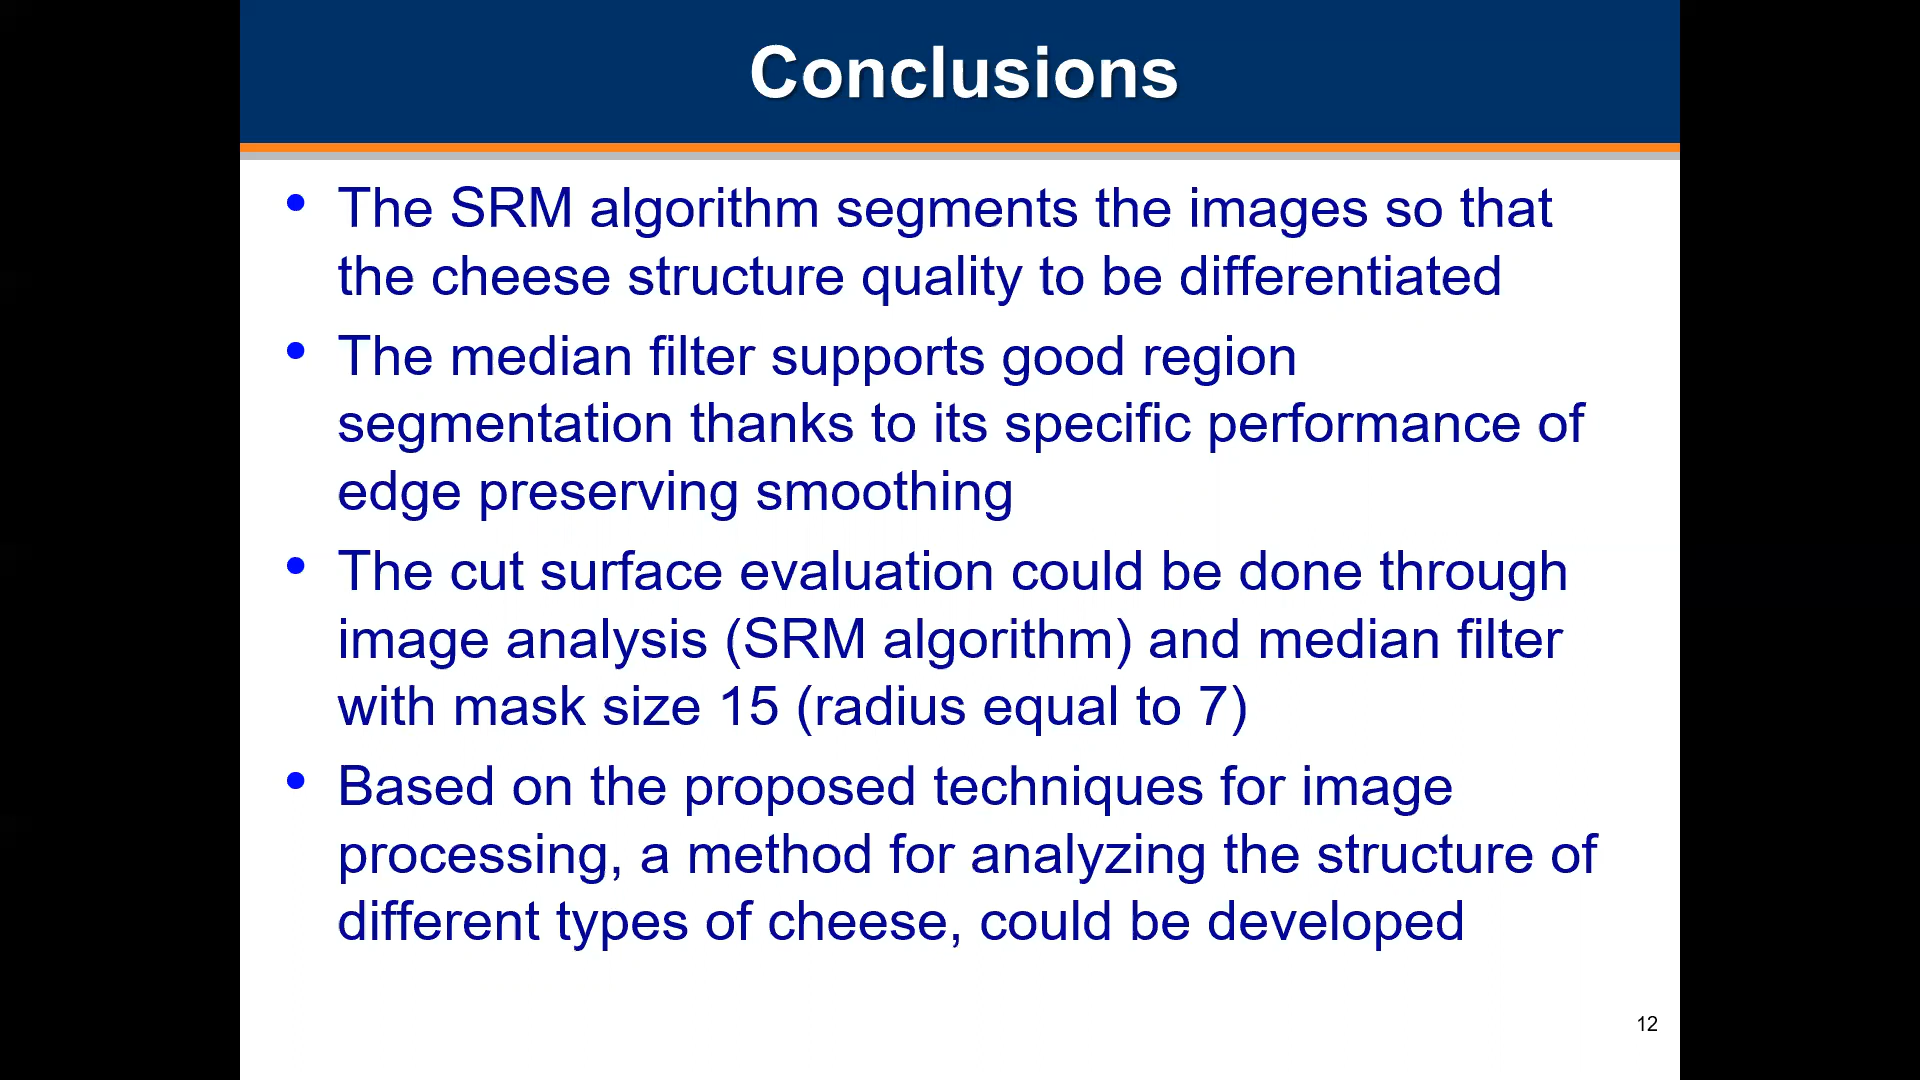 Conclusions
• The SRM algorithm segments the images so that
the cheese structure quality to be differentiated
• The median filter supports good region
segmentation thanks to its specific performance of
edge preserving smoothing
• The cut surface evaluation could be done through
image analysis (SRM algorithm) and median filter
with mask size 15 (radius equal to 7)
• Based on the proposed techniques for image
processing, a method for analyzing the structure of
different types of cheese, could be developed
12